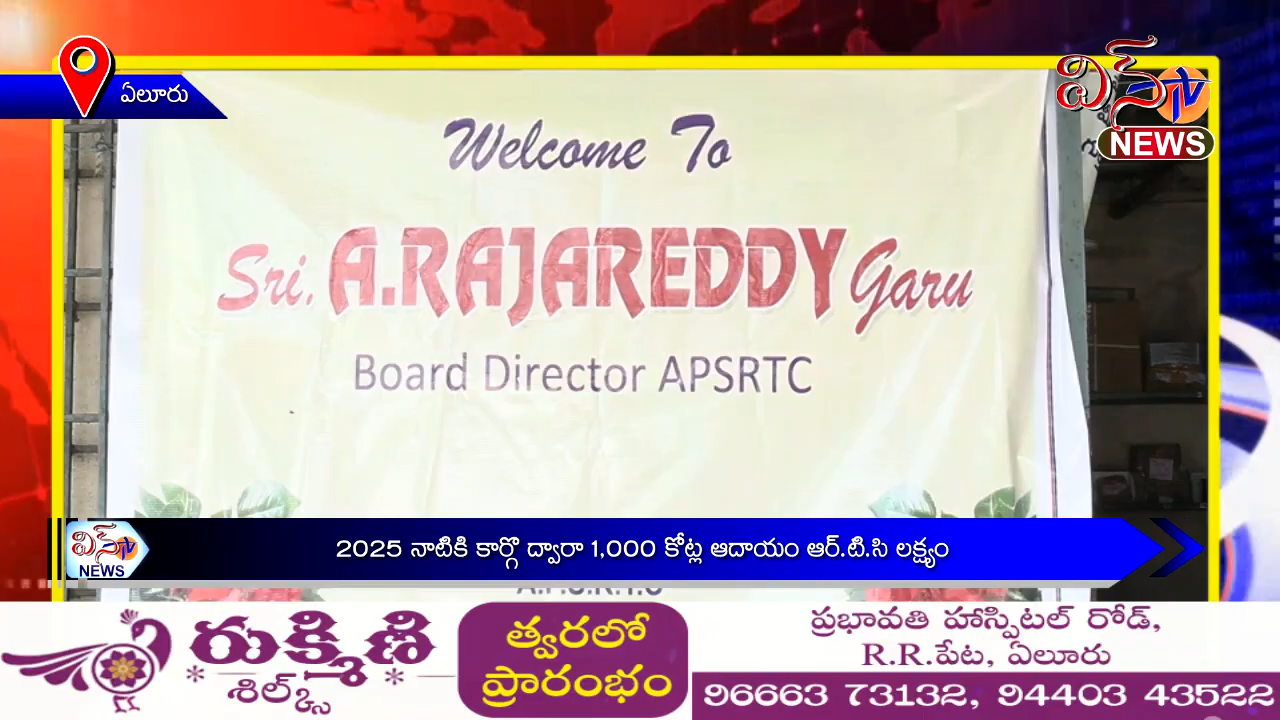 ఏలూరు
విన్ TV
NEWS
Welcome To
Sri. A.RAJAREDDY Garu
Board Director APSRTC
విన్ TV
NEWS
2025 నాటికి కార్గొ ద్వారా 1,000 కోట్ల ఆదాయం ఆర్.టి.సి లక్ష్యం
రుక్మిణి
* శిల్క్స్ *
త్వరలో
ప్రారంభం
ప్రభావతి హాస్పిటల్ రోడ్,
R.R.పేట, ఏలూరు
96663 73132, 94403 43522